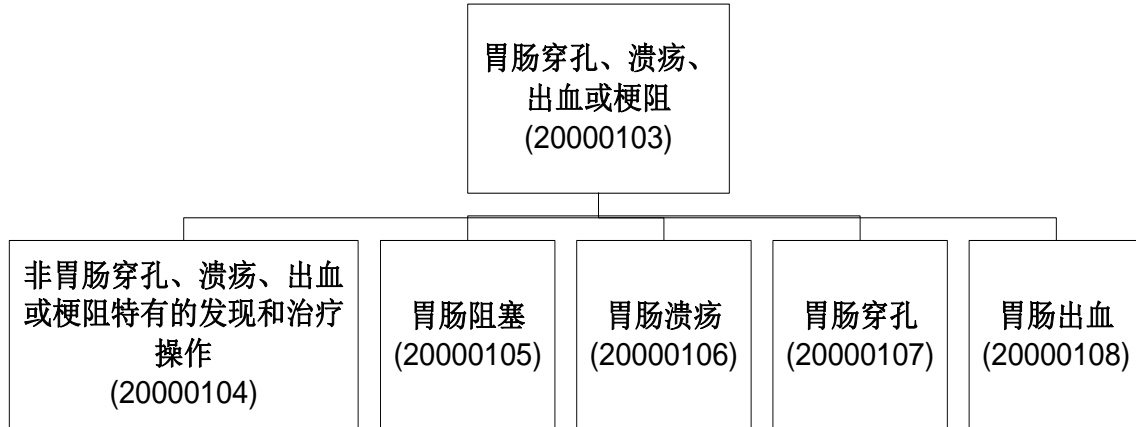 胃肠穿孔、溃疡、
出血或梗阻
(20000103)
非胃肠穿孔、溃疡、出血
或梗阻特有的发现和治疗
操作
(20000104)
胃肠阻塞
(20000105)
胃肠溃疡
(20000106)
胃肠穿孔
(20000107)
胃肠出血
(20000108)